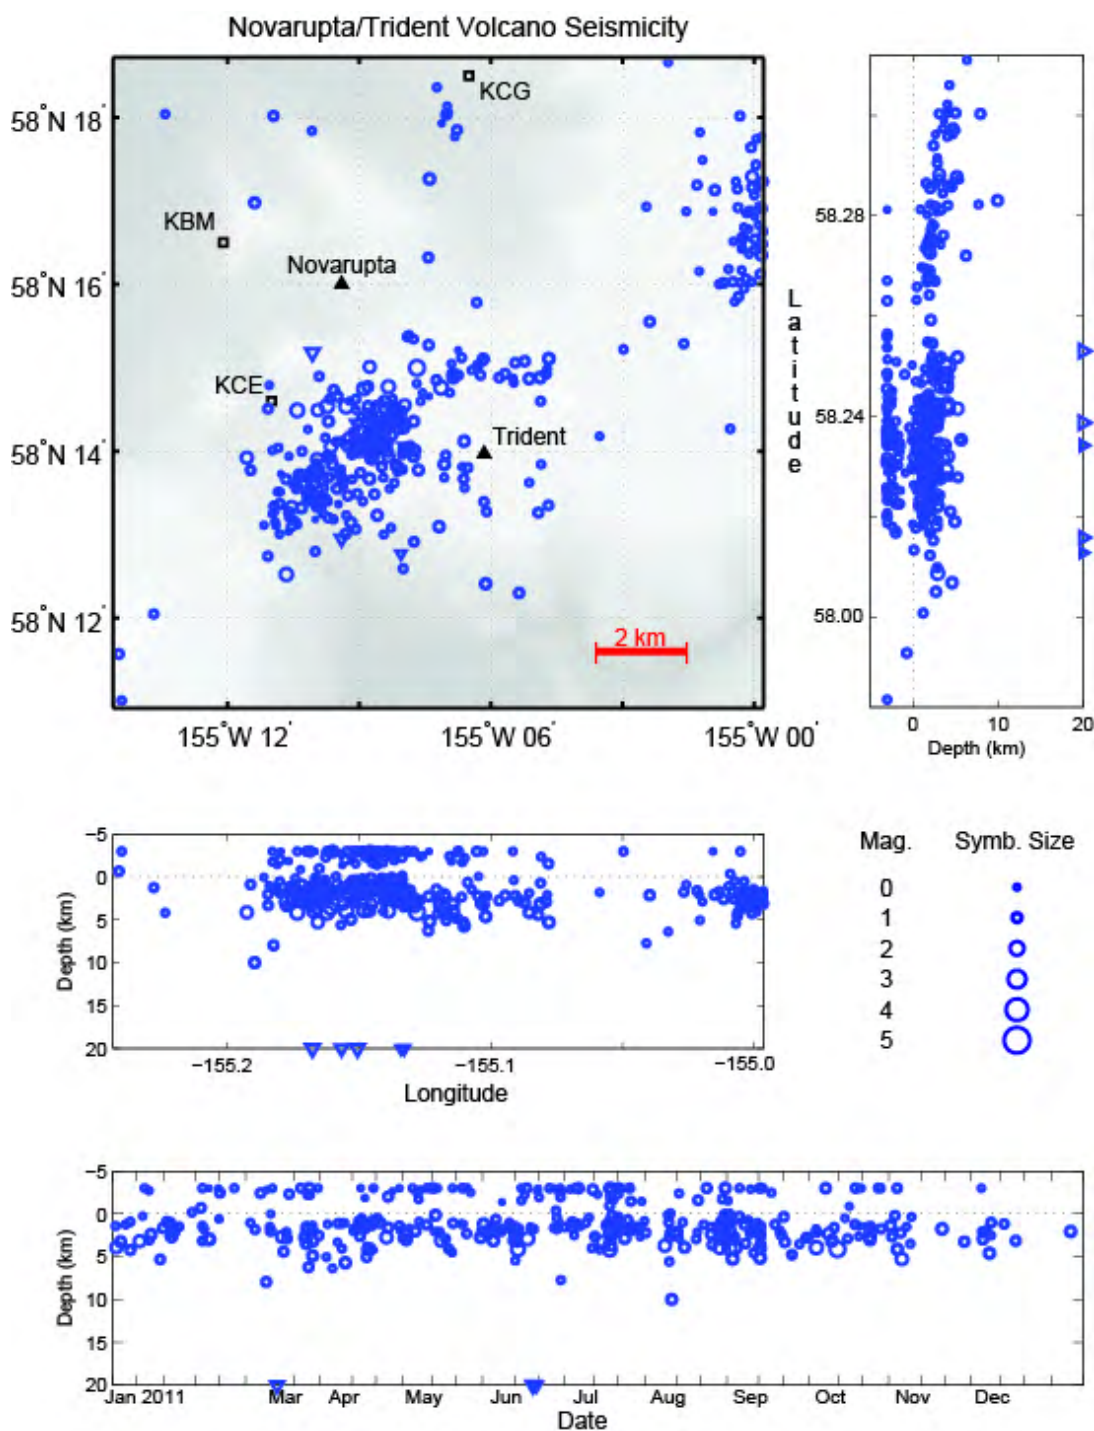 Novarupta/Trident Volcano Seismicity
KCG
58°N 18'
KBM
58.28
Novarupta
58°N 16'
Latitude
KCE
58.24
Trident
58°N 14'
58°N 12'
58.00
2 km
155°W 12' 155°W 06' 155°W 00'
0 10 20
Depth (km)
−5
0
5
10
15
20
Depth (km)
−155.2 −155.1 −155.0
Longitude
Mag. Symb. Size
0
1
2
3
4
5
−5
0
5
10
15
20
Depth (km)
Jan 2011 Mar Apr May Jun Jul Aug Sep Oct Nov Dec
Date